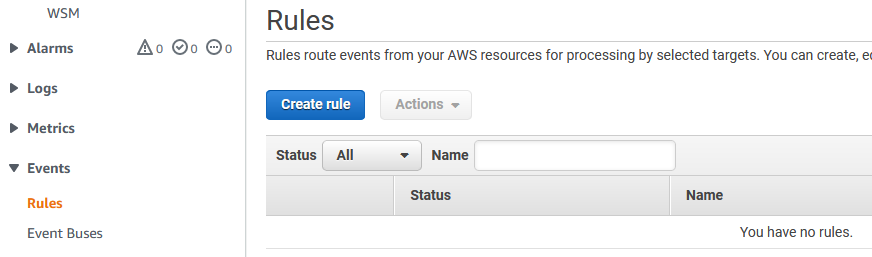 WSM
Alarms 0 0 0
Logs
Metrics
Events
Rules
Event Buses
Rules
Rules route events from your AWS resources for processing by selected targets. You can create, e
Create rule Actions
Status All Name
Status Name
You have no rules.